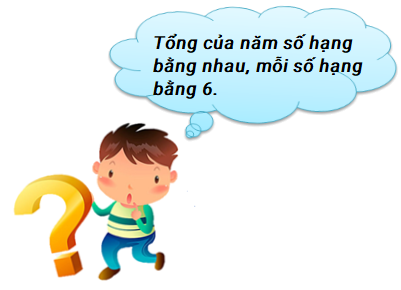 Tổng của năm số hạng
bằng nhau, mỗi số hạng
bằng 6.
?